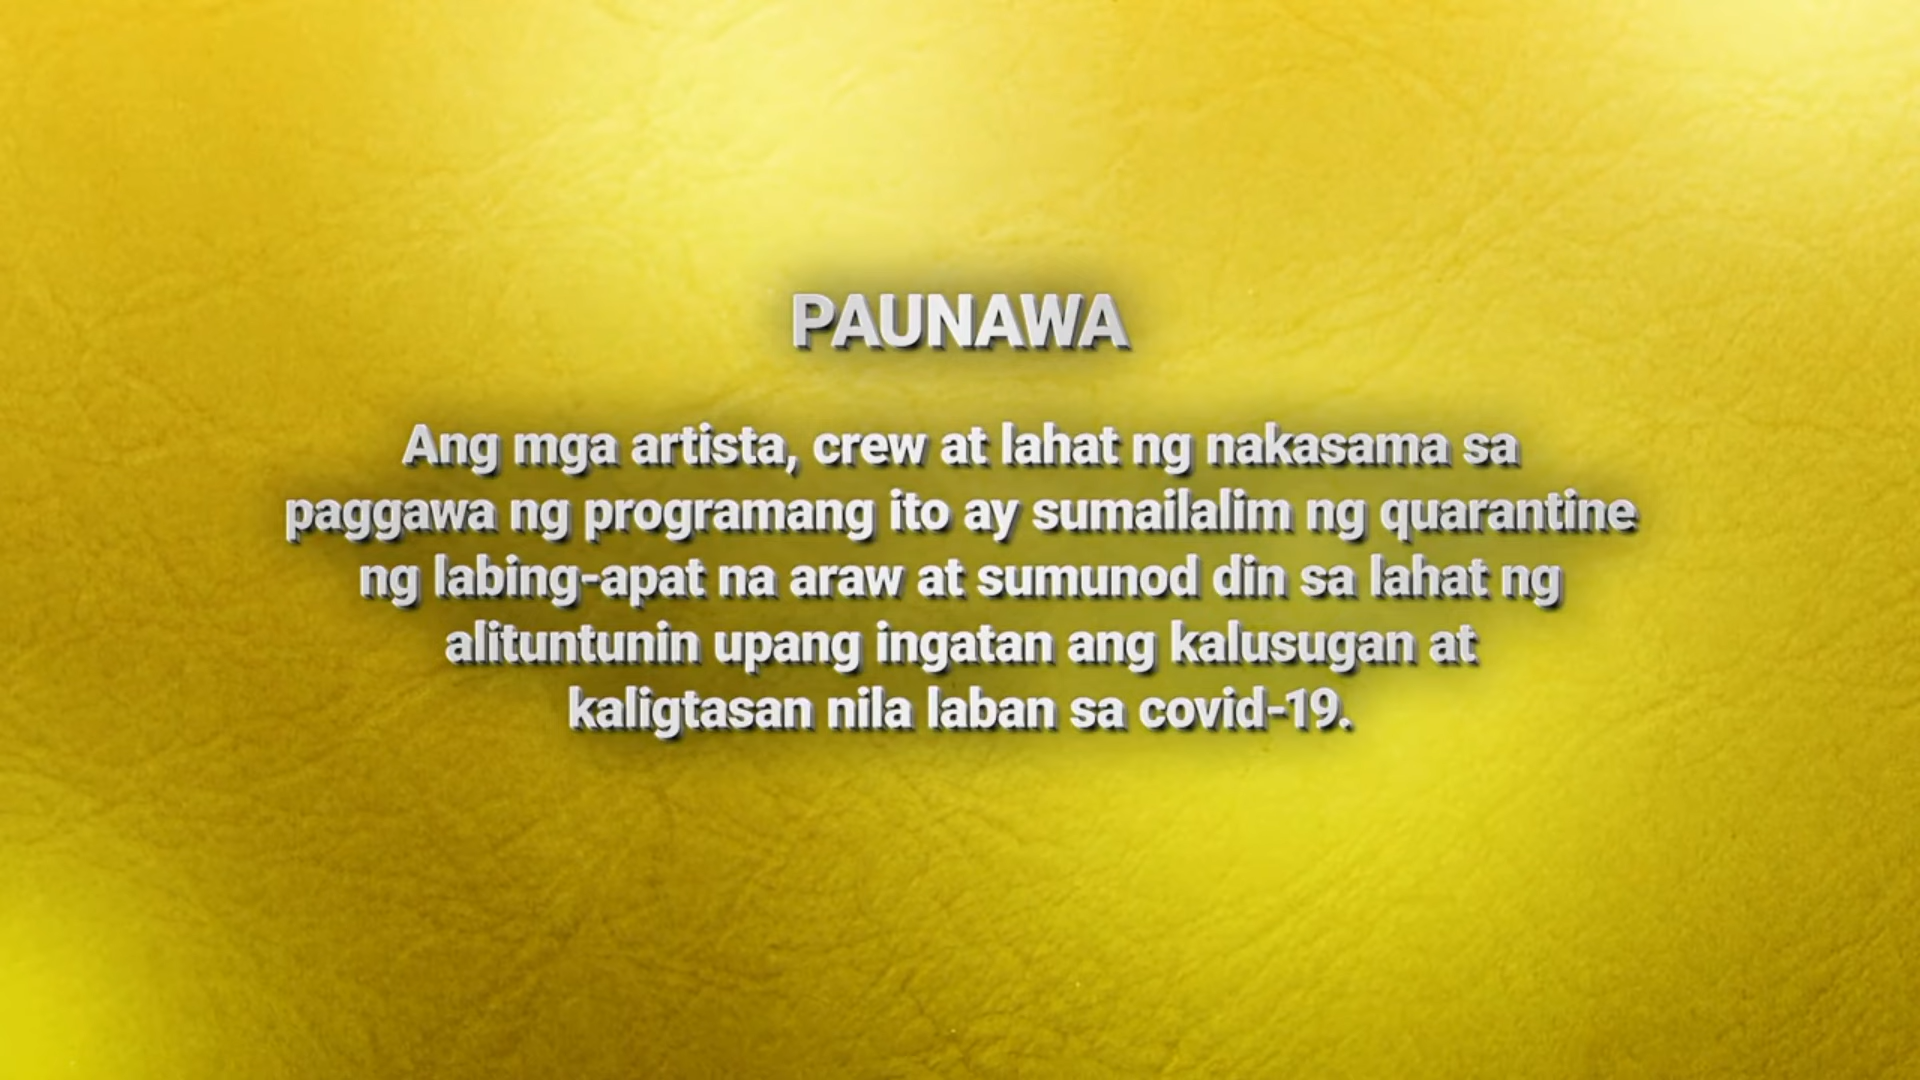 PAUNAWA
Ang mga artista, crew at lahat ng nakasama sa
paggawa ng programang ito ay sumailalim ng quarantine
ng labing-apat na araw at sumunod din sa lahat ng
alituntunin upang ingatan ang kalusugan at
kaligtasan nila laban sa covid-19.